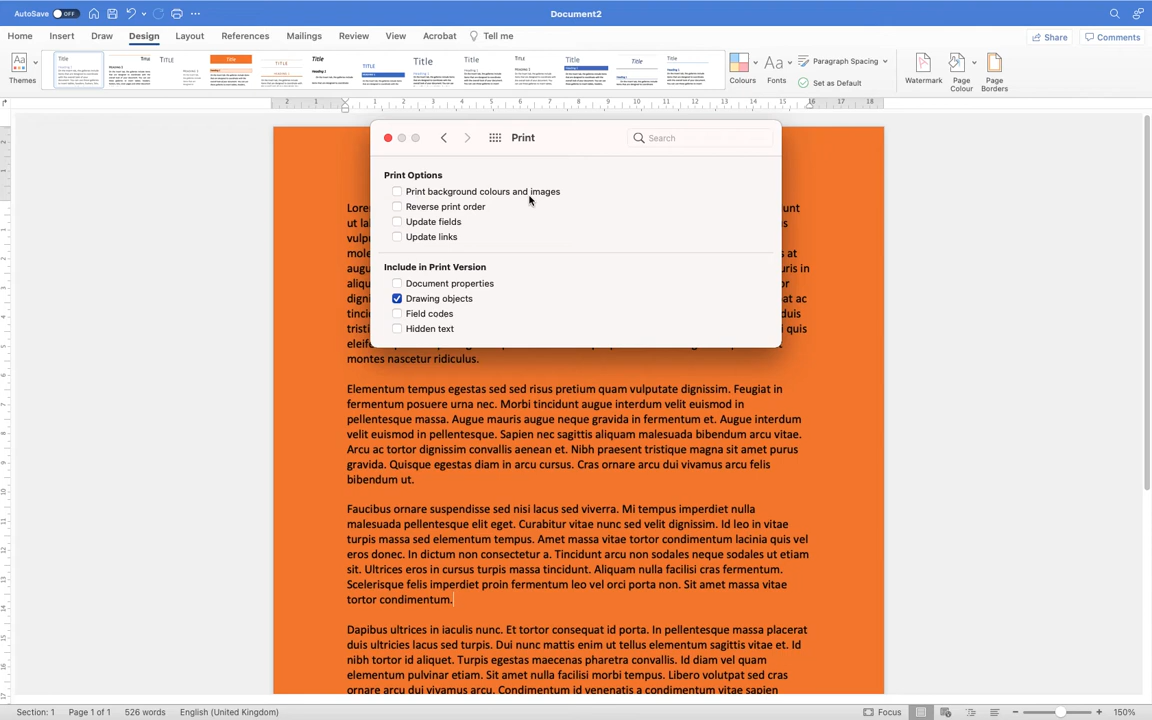 AutoSave OFF
Document2
Home Insert Draw Design Layout References Mailings Review View Acrobat Tell me
Share Comments
Themes
Colours Fonts
Paragraph Spacing
Set as Default
Watermark Page Colour Page Borders
Print
Search
Print Options
Print background colours and images
Reverse print order
Update fields
Update links
Include in Print Version
Document properties
Drawing objects
Field codes
Hidden text
montes nascetur ridiculus.
Elementum tempus egestas sed sed risus pretium quam vulputate dignissim. Feugiat in
fermentum posuere urna nec. Morbi tincidunt augue interdum velit euismod in
pellentesque massa. Augue mauris augue neque gravida in fermentum et. Augue interdum
velit euismod in pellentesque. Sapien nec sagittis aliquam malesuada bibendum arcu vitae.
Arcu ac tortor dignissim convallis aenean et. Nibh praesent tristique magna sit amet purus
gravida. Quisque egestas diam in arcu cursus. Cras ornare arcu dui vivamus arcu felis
bibendum ut.
Faucibus ornare suspendisse sed nisi lacus sed viverra. Mi tempus imperdiet nulla
malesuada pellentesque elit eget. Curabitur vitae nunc sed velit dignissim. Id leo in vitae
turpis massa sed elementum tempus. Amet massa vitae tortor condimentum lacinia quis vel
eros donec. In dictum non consectetur a. Tincidunt arcu non sodales neque sodales ut etiam
sit. Ultrices eros in cursus turpis massa tincidunt. Aliquam nulla facilisi cras fermentum.
Scelerisque felis imperdiet proin fermentum leo vel orci porta non. Sit amet massa vitae
tortor condimentum.
Dapibus ultrices in iaculis nunc. Et tortor consequat id porta. In pellentesque massa placerat
duis ultricies lacus sed turpis. Dui nunc mattis enim ut tellus elementum sagittis vitae et. Id
nibh tortor id aliquet. Turpis egestas maecenas pharetra convallis. Id diam vel quam
elementum pulvinar etiam. Sit amet nulla facilisi morbi tempus. Libero volutpat sed cras
ornare arcu dui vivamus arcu. Condimentum id venenatis a condimentum vitae sapien
Section: 1 Page 1 of 1 526 words English (United Kingdom)
Focus
150%